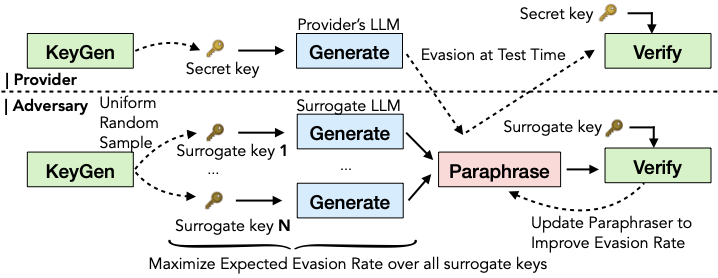 Provider's LLM
Secret key
KeyGen
Generate
Verify
Secret key
Evasion at Test Time
| Provider
| Adversary
Uniform
Random
Sample
Surrogate LLM
Generate
Surrogate key
KeyGen
Surrogate key 1
...
...
Paraphrase
Verify
Generate
Surrogate key N
Update Paraphraser to
Improve Evasion Rate
Maximize Expected Evasion Rate over all surrogate keys